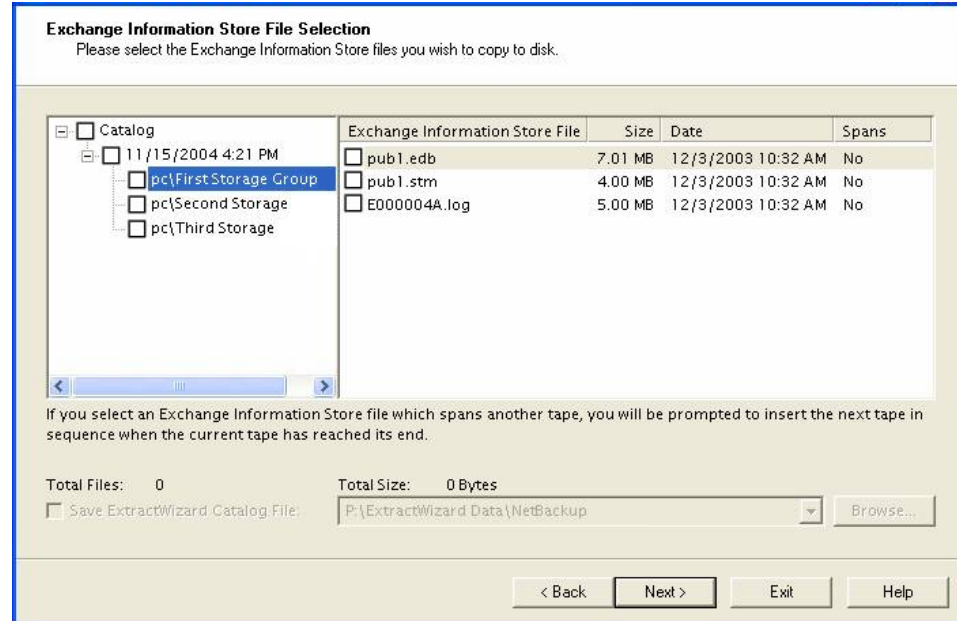 Exchange Information Store File Selection
Please select the Exchange Information Store files you wish to copy to disk.
Catalog
11/15/2004 4:21 PM
pc\First Storage Group
pc\Second Storage
pc\Third Storage
Exchange Information Store File Size Date Spans
pub1.edb 7.01 MB 12/3/2003 10:32 AM No
pub1.stm 4.00 MB 12/3/2003 10:32 AM No
E000004A.log 5.00 MB 12/3/2003 10:32 AM No
If you select an Exchange Information Store file which spans another tape, you will be prompted to insert the next tape in
sequence when the current tape has reached its end.
Total Files: 0 Total Size: 0 Bytes
Save ExtractWizard Catalog File: P:\ExtractWizard Data\NetBackup Browse...
< Back Next > Exit Help